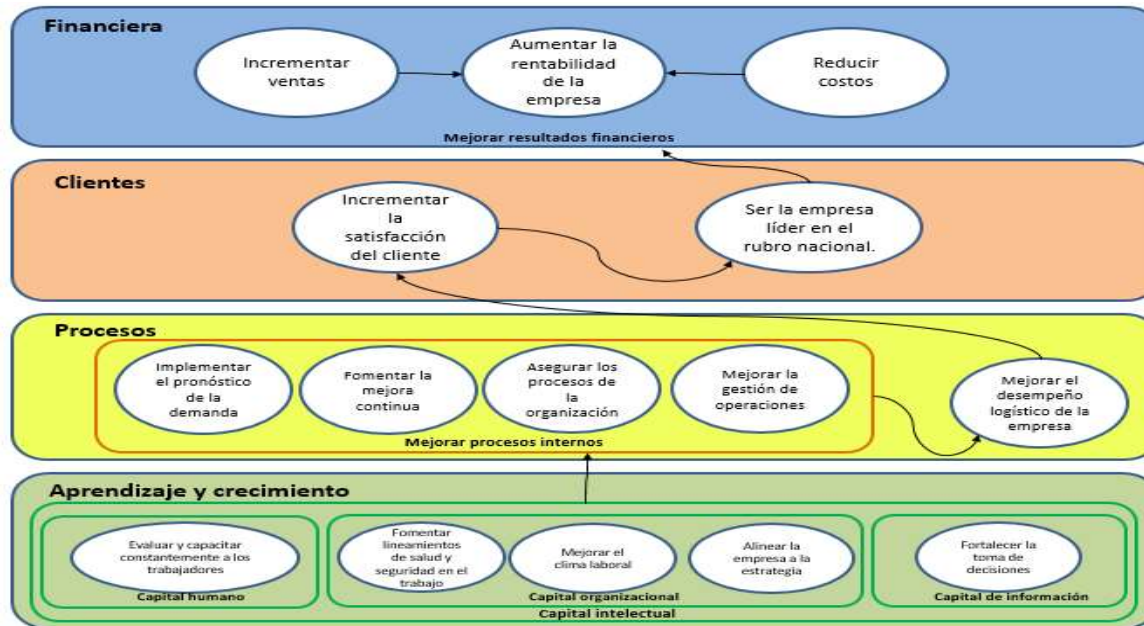 Financiera
Incrementar
ventas
Aumentar la
rentabilidad
de la
empresa
Reducir
costos
Mejorar resultados financieros
Clientes
Incrementar
la
satisfacción
del cliente
Ser la empresa
líder en el
rubro nacional.
Procesos
Implementar
el pronóstico
de la
demanda
Fomentar la
mejora
continua
Asegurar los
procesos de
la
organización
Mejorar la
gestión de
operaciones
Mejorar el
desempeño
logístico de la
empresa
Mejorar procesos internos
Aprendizaje y crecimiento
Evaluar y capacitar
constantemente a los
trabajadores
Fomentar
lineamientos
de salud y
seguridad en el
trabajo
Mejorar el
clima laboral
Alinear la
empresa a la
estrategia
Fortalecer la
toma de
decisiones
Capital humano
Capital organizacional
Capital de información
Capital intelectual